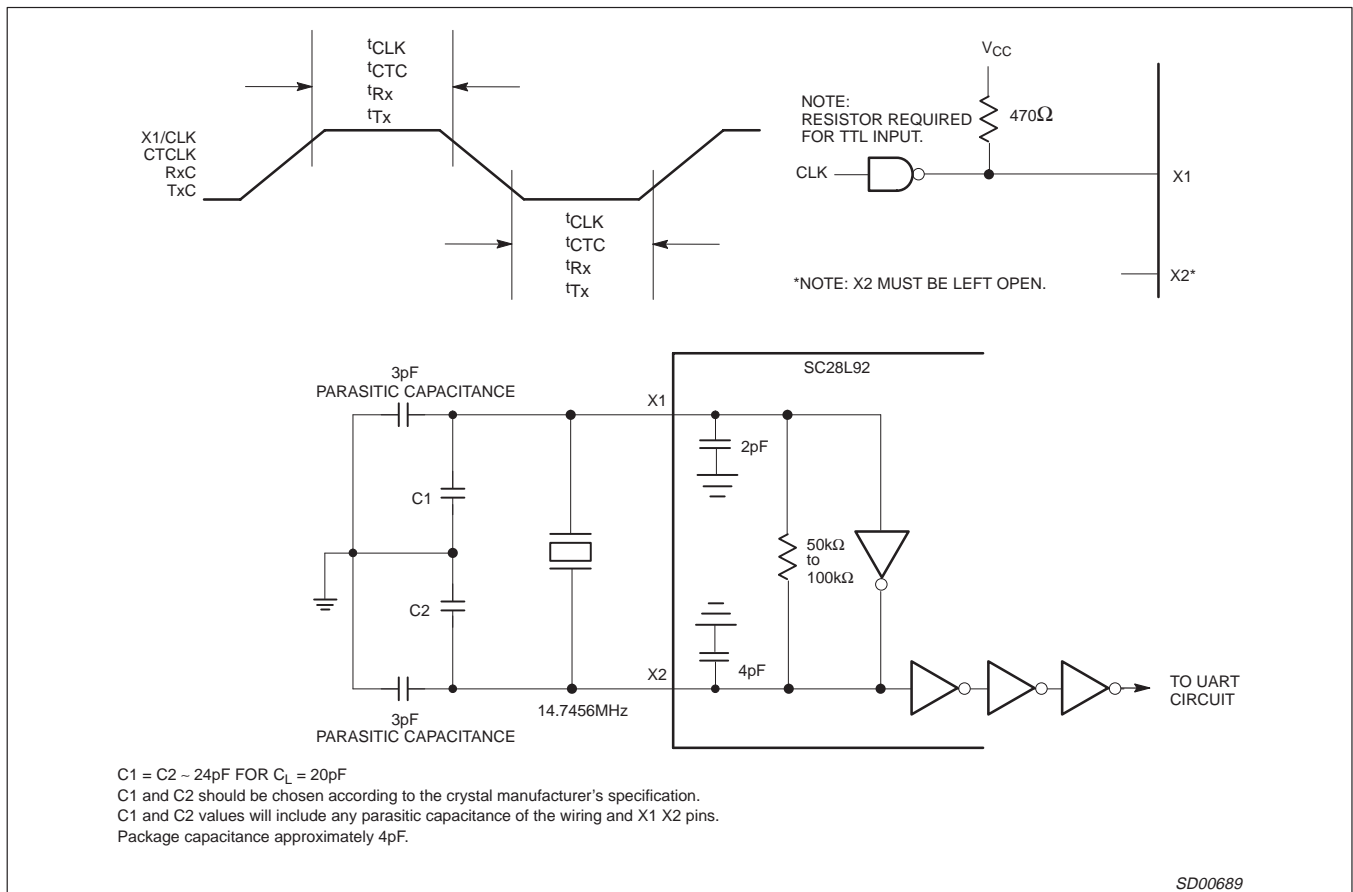 tCLK
tCTC
tRx
tTx
X1/CLK
CTCLK
RxC
TxC
tCLK
tCTC
tRx
tTx
VCC
NOTE:
RESISTOR REQUIRED
FOR TTL INPUT.
470Ω
CLK
X1
*NOTE: X2 MUST BE LEFT OPEN.
X2*
SC28L92
3pF
PARASITIC CAPACITANCE
X1
2pF
C1
50kΩ
to
100kΩ
C2
4pF
X2
3pF
PARASITIC CAPACITANCE
14.7456MHz
TO UART
CIRCUIT
C1 = C2 ~ 24pF FOR CL = 20pF
C1 and C2 should be chosen according to the crystal manufacturer's specification.
C1 and C2 values will include any parasitic capacitance of the wiring and X1 X2 pins.
Package capacitance approximately 4pF.
SD00689